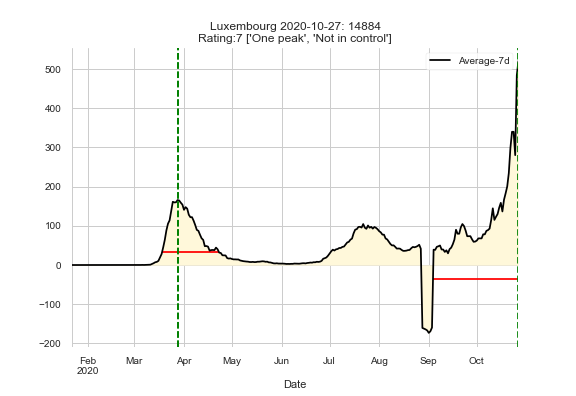 Luxembourg 2020-10-27: 14884
Rating:7 ['One peak', 'Not in control']
Average-7d
500
400
300
200
100
0
−100
−200
Feb Mar Apr May Jun Jul Aug Sep Oct
2020
Date